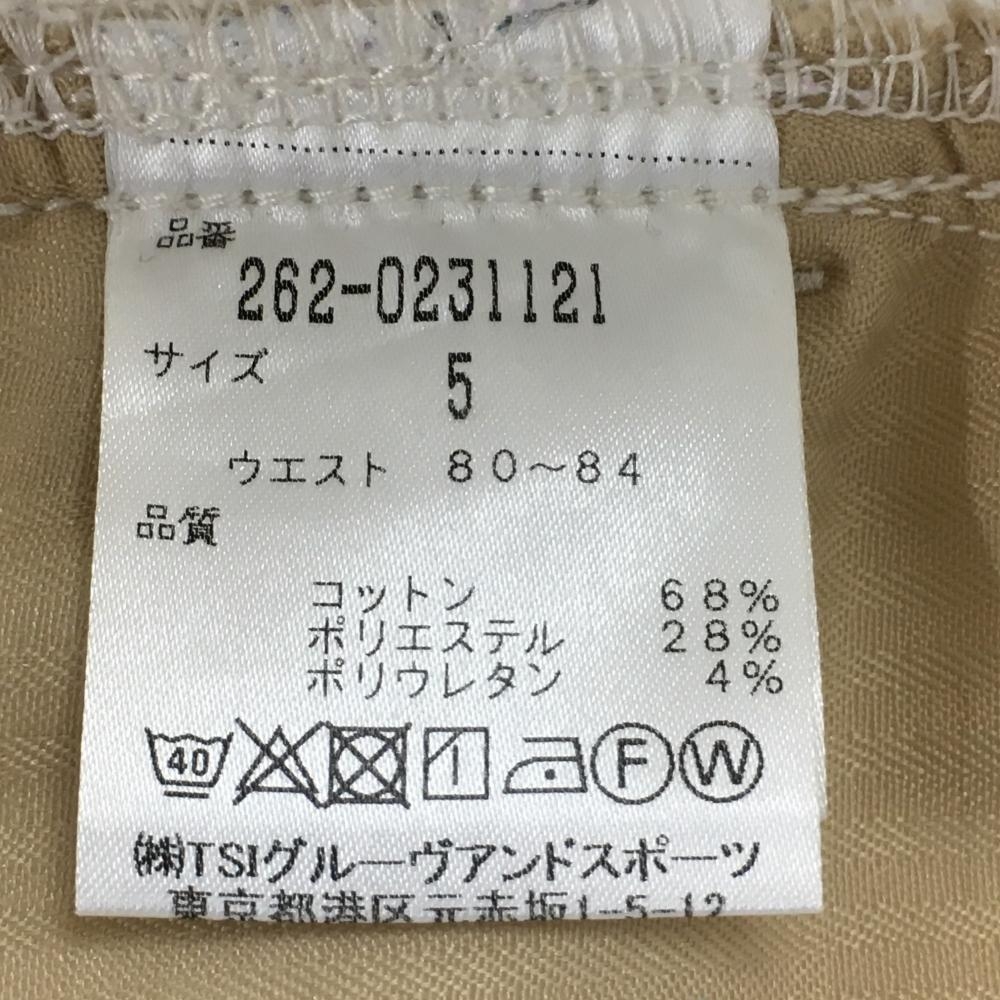 品番
262-0231121
サイズ 5
ウエスト 80～84
品質
コットン 68%
ポリエステル 28%
ポリウレタン 4%
40 F W
㈱TSIグルーヴアンドスポーツ
東京都港区元赤坂1-5-12